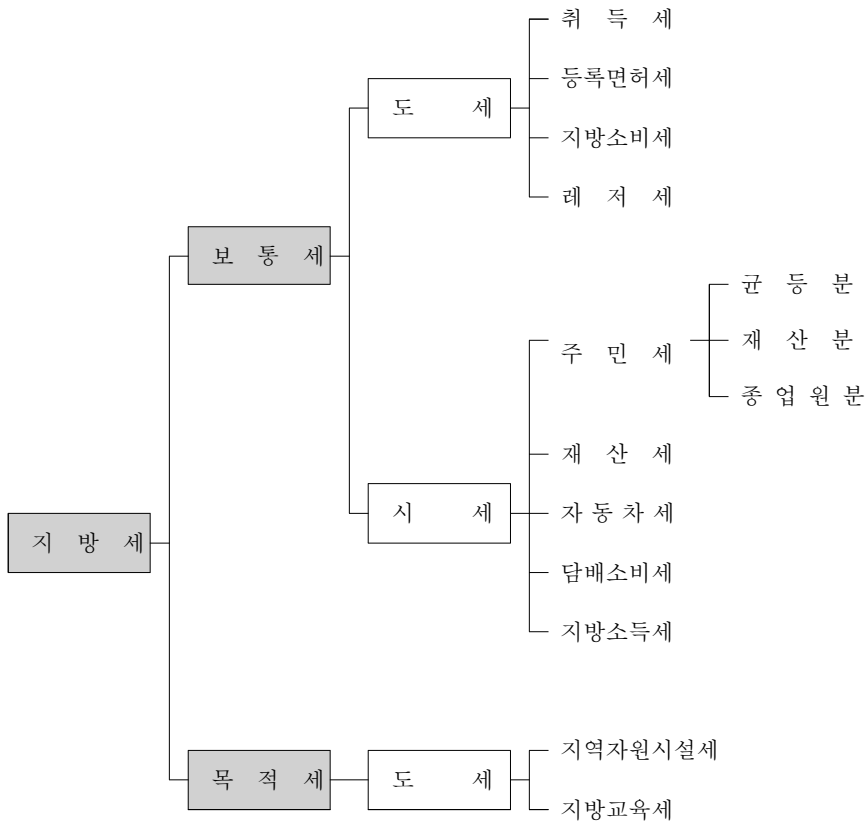 취 득 세
등록면허세
도 세
지방소비세
레 저 세
보 통 세
균 등 분
주 민 세
재 산 분
종 업 원 분
재 산 세
시 세
자 동 차 세
지 방 세
담배소비세
지방소득세
지역자원시설세
목 적 세
도 세
지방교육세